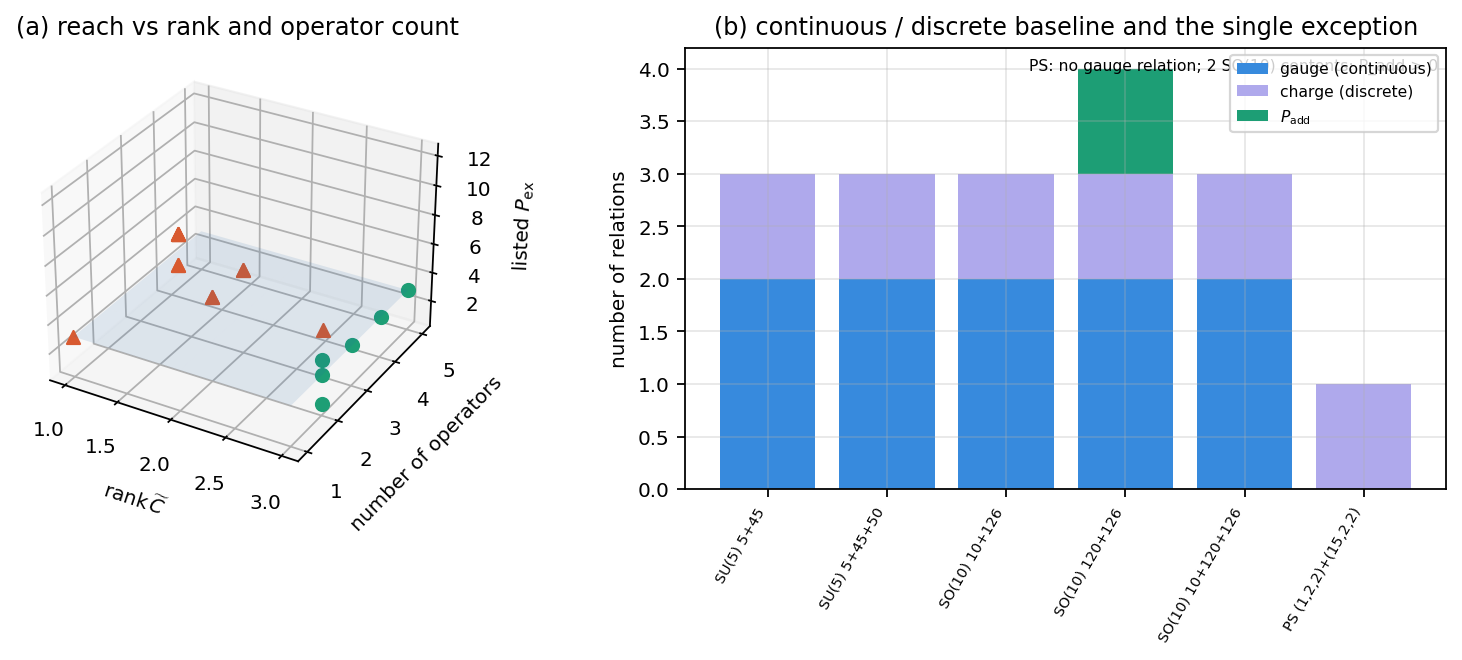 (a) reach vs rank and operator count
12
10
8
6
4
2
listed P_ex
1.0
1.5
2.0
2.5
3.0
rank C̃
1
2
3
4
5
number of operators
(b) continuous / discrete baseline and the single exception
PS: no gauge relation; 2 SO(10)
gauge (continuous)
charge (discrete)
P_add
number of relations
4.0
3.5
3.0
2.5
2.0
1.5
1.0
0.5
0.0
SU(5) 5+45
SU(5) 5+45+50
SO(10) 10+126
SO(10) 120+126
SO(10) 10+120+126
PS (1,2,2)+(15,2,2)